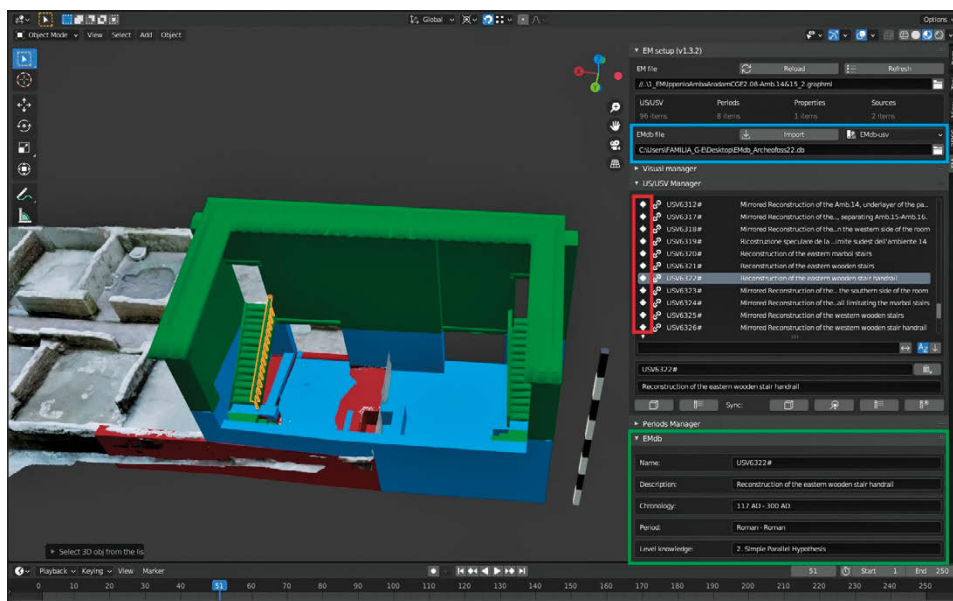 Global
Options
Object Mode View Select Add Object
EM setup (v1.3.2)
EM file Reload Refresh
US/USV Periods Properties Sources
96 items 8 items 1 items 2 items
EMdb file Import EMdb-usv
C:\Users\FAMILIA_G-E\Desktop\EMdb_Archeofoss22.db
Visual manager
US/USV Manager
USV6312# Mirrored Reconstruction of the Amb.14, underlayer of the pa..
USV6317# Mirrored Reconstruction of the..., separating Amb.15-Amb.16.
USV6318# Mirrored Reconstruction of the...n the western side of the room
USV6319# Ricostruzione speculare de la...imite sudest dell'ambiente 14
USV6320# Reconstruction of the eastern marbol stairs
USV6321# Reconstruction of the eastern wooden stairs
USV6322# Reconstruction of the eastern wooden stair handrail
USV6323# Mirrored Reconstruction of the... the southern side of the room
USV6324# Mirrored Reconstruction of the...all limitating the marbol stairs
USV6325# Mirrored Reconstruction of the western wooden stairs
USV6326# Mirrored Reconstruction of the western wooden stair handrail
USV6322#
Reconstruction of the eastern wooden stair handrail
Sync:
Periods Manager
EMdb
Name: USV6322#
Description: Reconstruction of the eastern wooden stair handrail
Chronology: 117 AD - 300 AD
Period: Roman - Roman
Level knowledge: 2. Simple Parallel Hypothesis
Select 3D obj from the lis
Playback Keying View Marker 51 Start 1 End 250
0 10 20 30 40 51 60 70 80 90 100 110 120 130 140 150 160 170 180 190 200 210 220 230 240 250